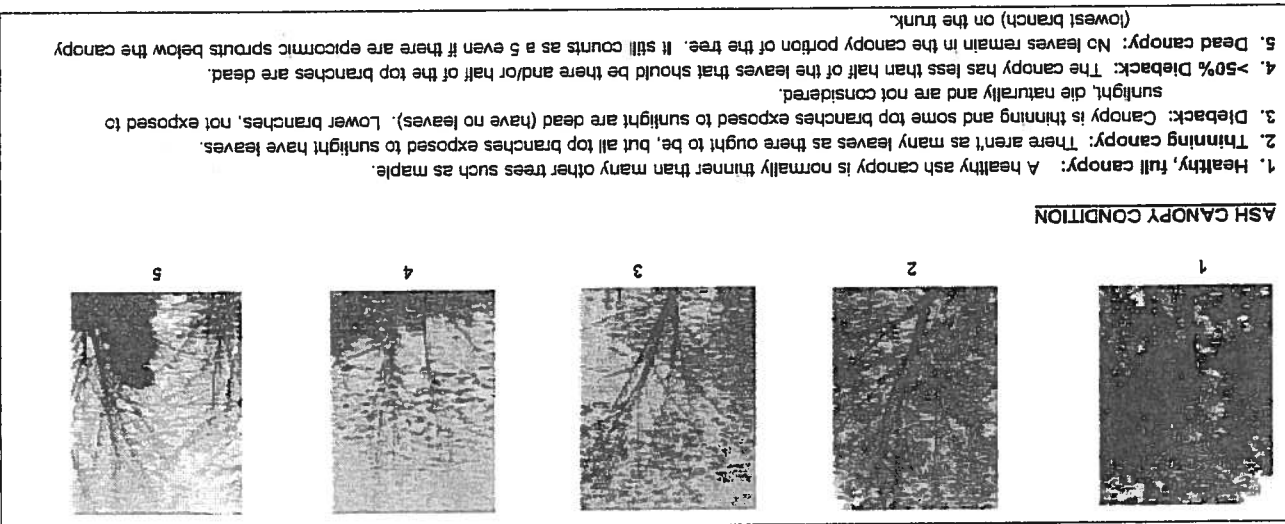 1 2 3 4 5
ASH CANOPY CONDITION
1. Healthy, full canopy: A healthy ash canopy is normally thinner than many other trees such as maple.
2. Thinning canopy: There aren't as many leaves as there ought to be, but all top branches exposed to sunlight have leaves.
3. Dieback: Canopy is thinning and some top branches exposed to sunlight are dead (have no leaves). Lower branches, not exposed to
sunlight, die naturally and are not considered.
4. >50% Dieback: The canopy has less than half of the leaves that should be there and/or half of the top branches are dead.
5. Dead canopy: No leaves remain in the canopy portion of the tree. It still counts as a 5 even if there are epicormic sprouts below the canopy
(lowest branch) on the trunk.